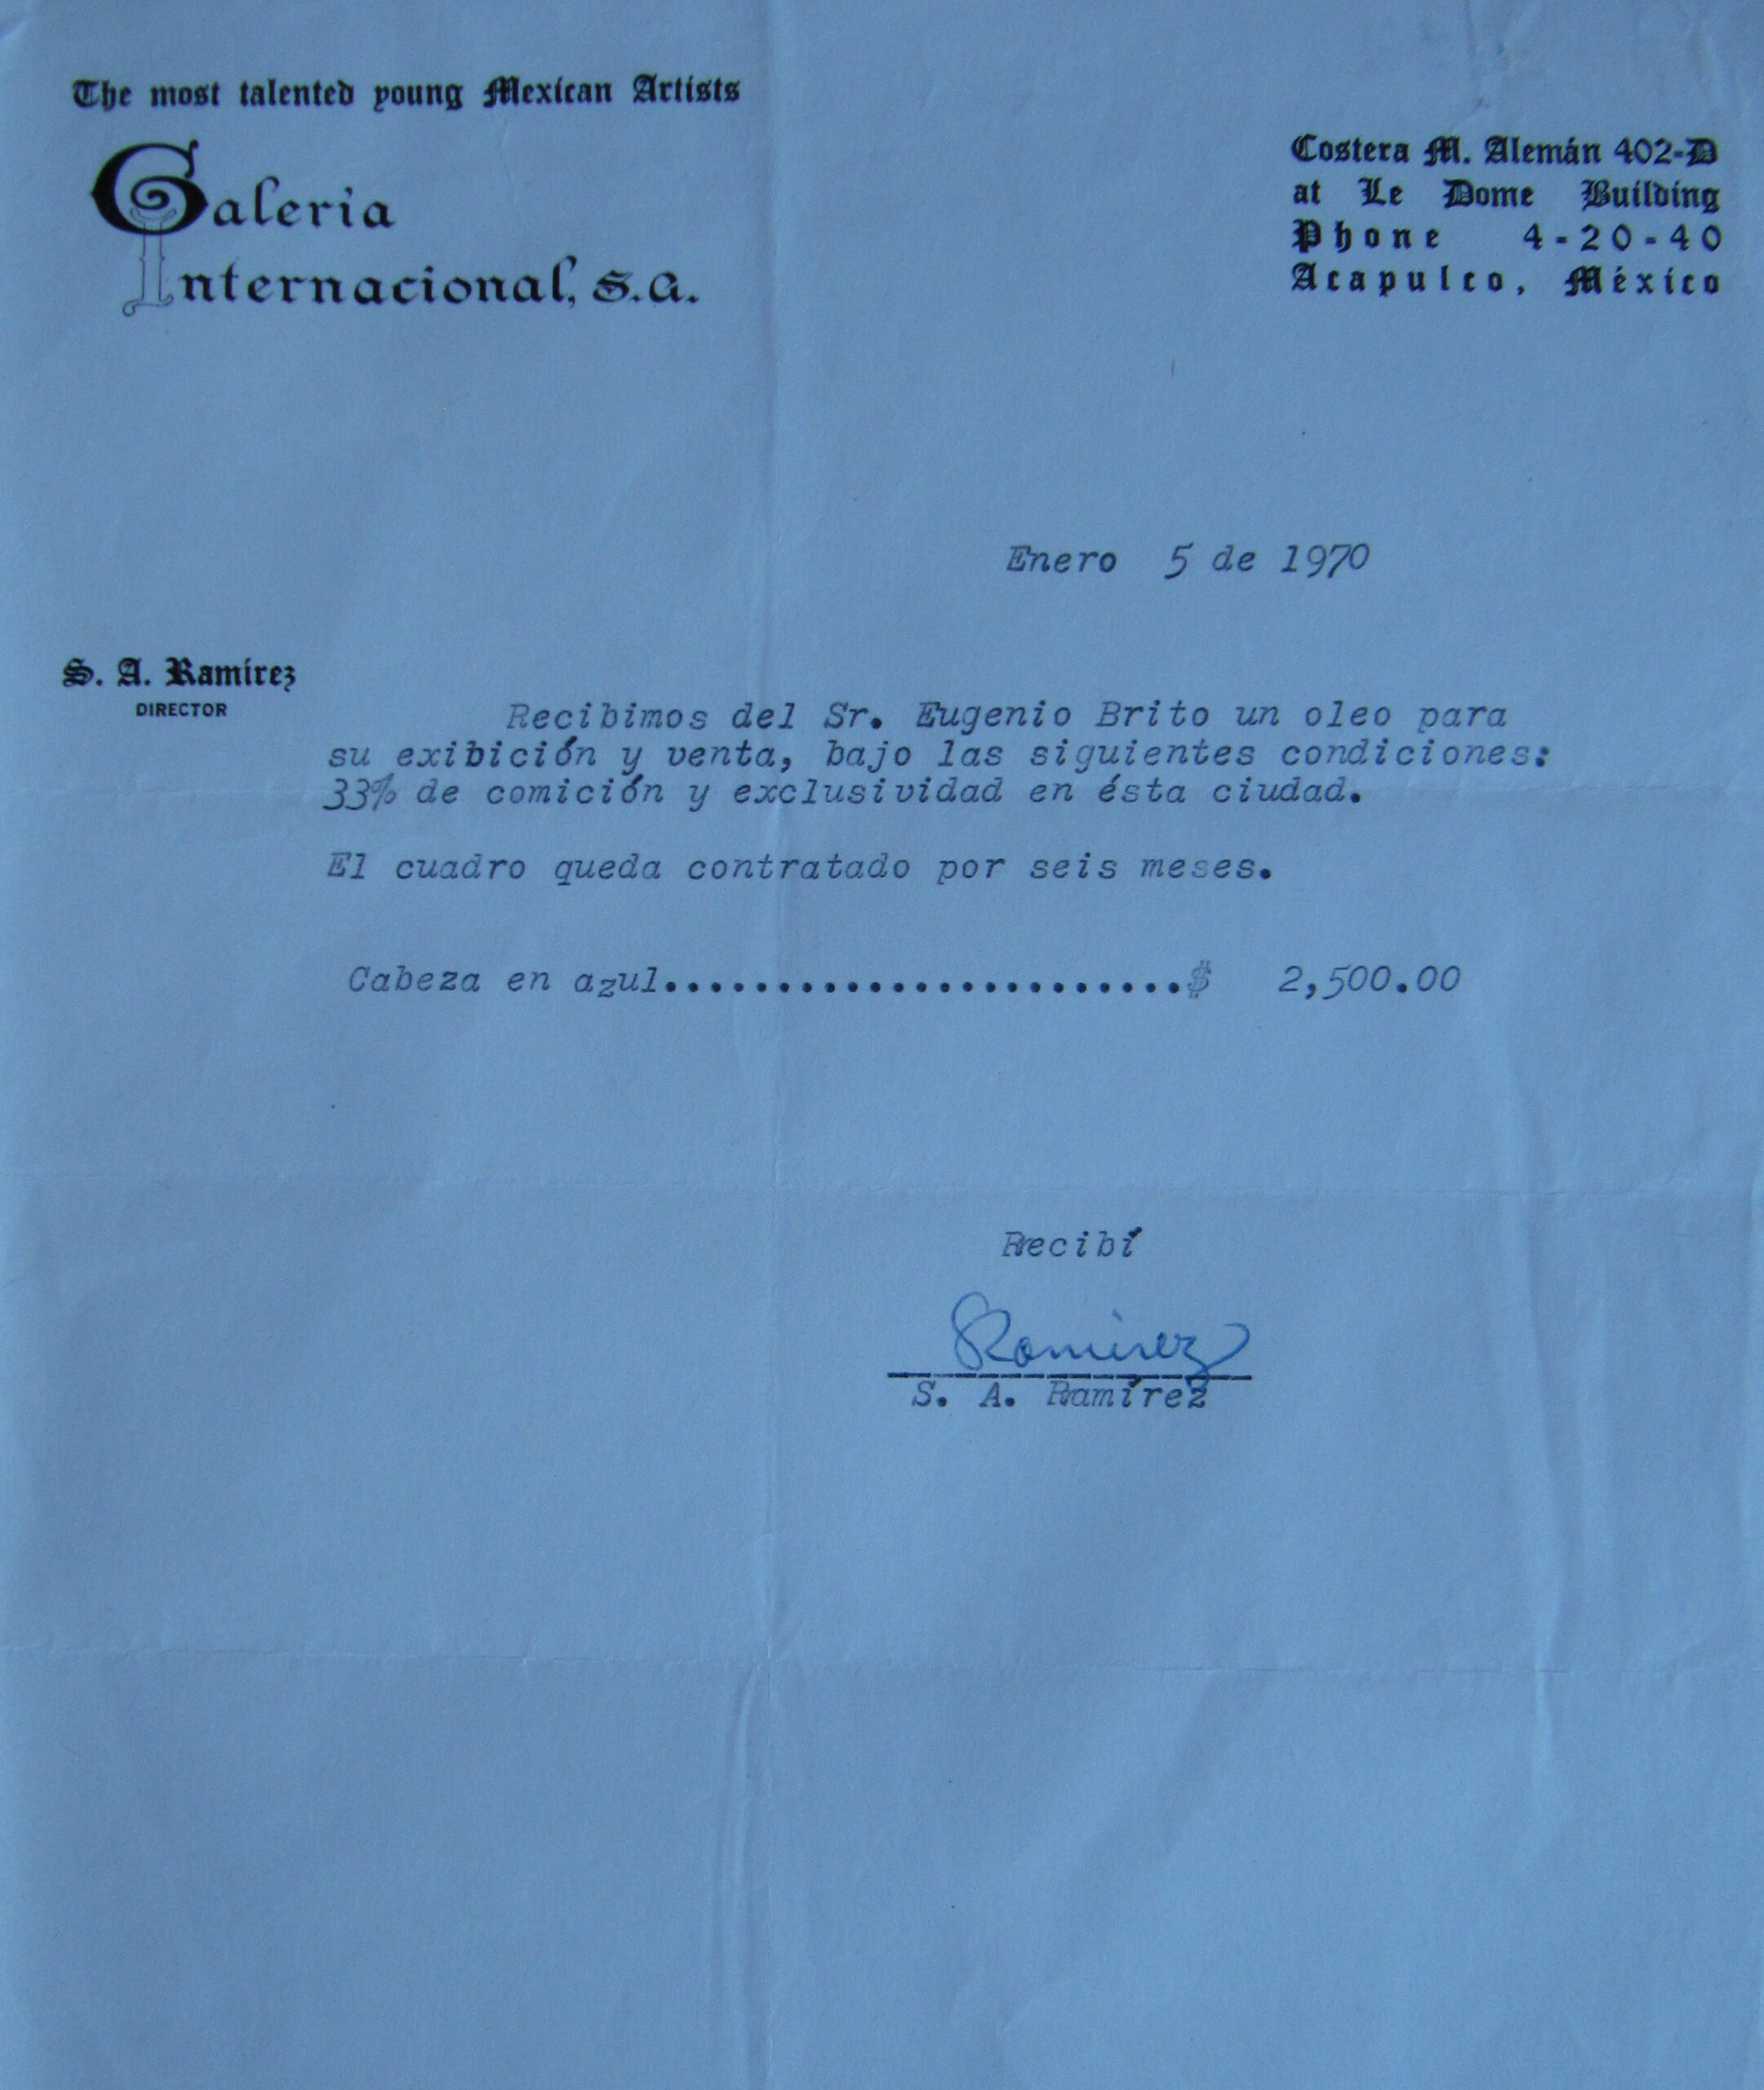 The most talented young Mexican Artists
Galeria
Internacional, S.A.
Costera M. Alemán 402-D
at Le Dome Building
Phone 4-20-40
Acapulco, México
Enero 5 de 1970
S. A. Ramírez
DIRECTOR
Recibimos del Sr. Eugenio Brito un oleo para
su exibición y venta, bajo las siguientes condiciones:
33% de comición y exclusividad en ésta ciudad.
El cuadro queda contratado por seis meses.
Cabeza en azul.......................$ 2,500.00
Recibí
Ramirez
S. A. Ramírez